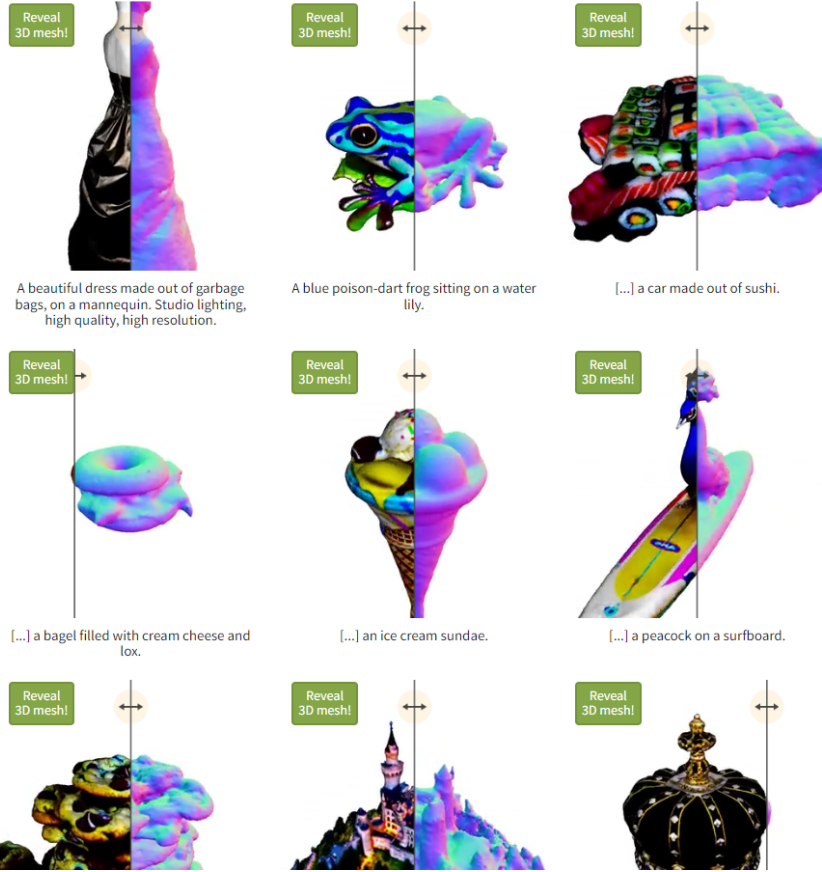 Reveal
3D mesh!
Reveal
3D mesh!
Reveal
3D mesh!
A beautiful dress made out of garbage
bags, on a mannequin. Studio lighting,
high quality, high resolution.
A blue poison-dart frog sitting on a water
lily.
[...] a car made out of sushi.
Reveal
3D mesh!
Reveal
3D mesh!
Reveal
3D mesh!
[...] a bagel filled with cream cheese and
lox.
[...] an ice cream sundae.
[...] a peacock on a surfboard.
Reveal
3D mesh!
Reveal
3D mesh!
Reveal
3D mesh!